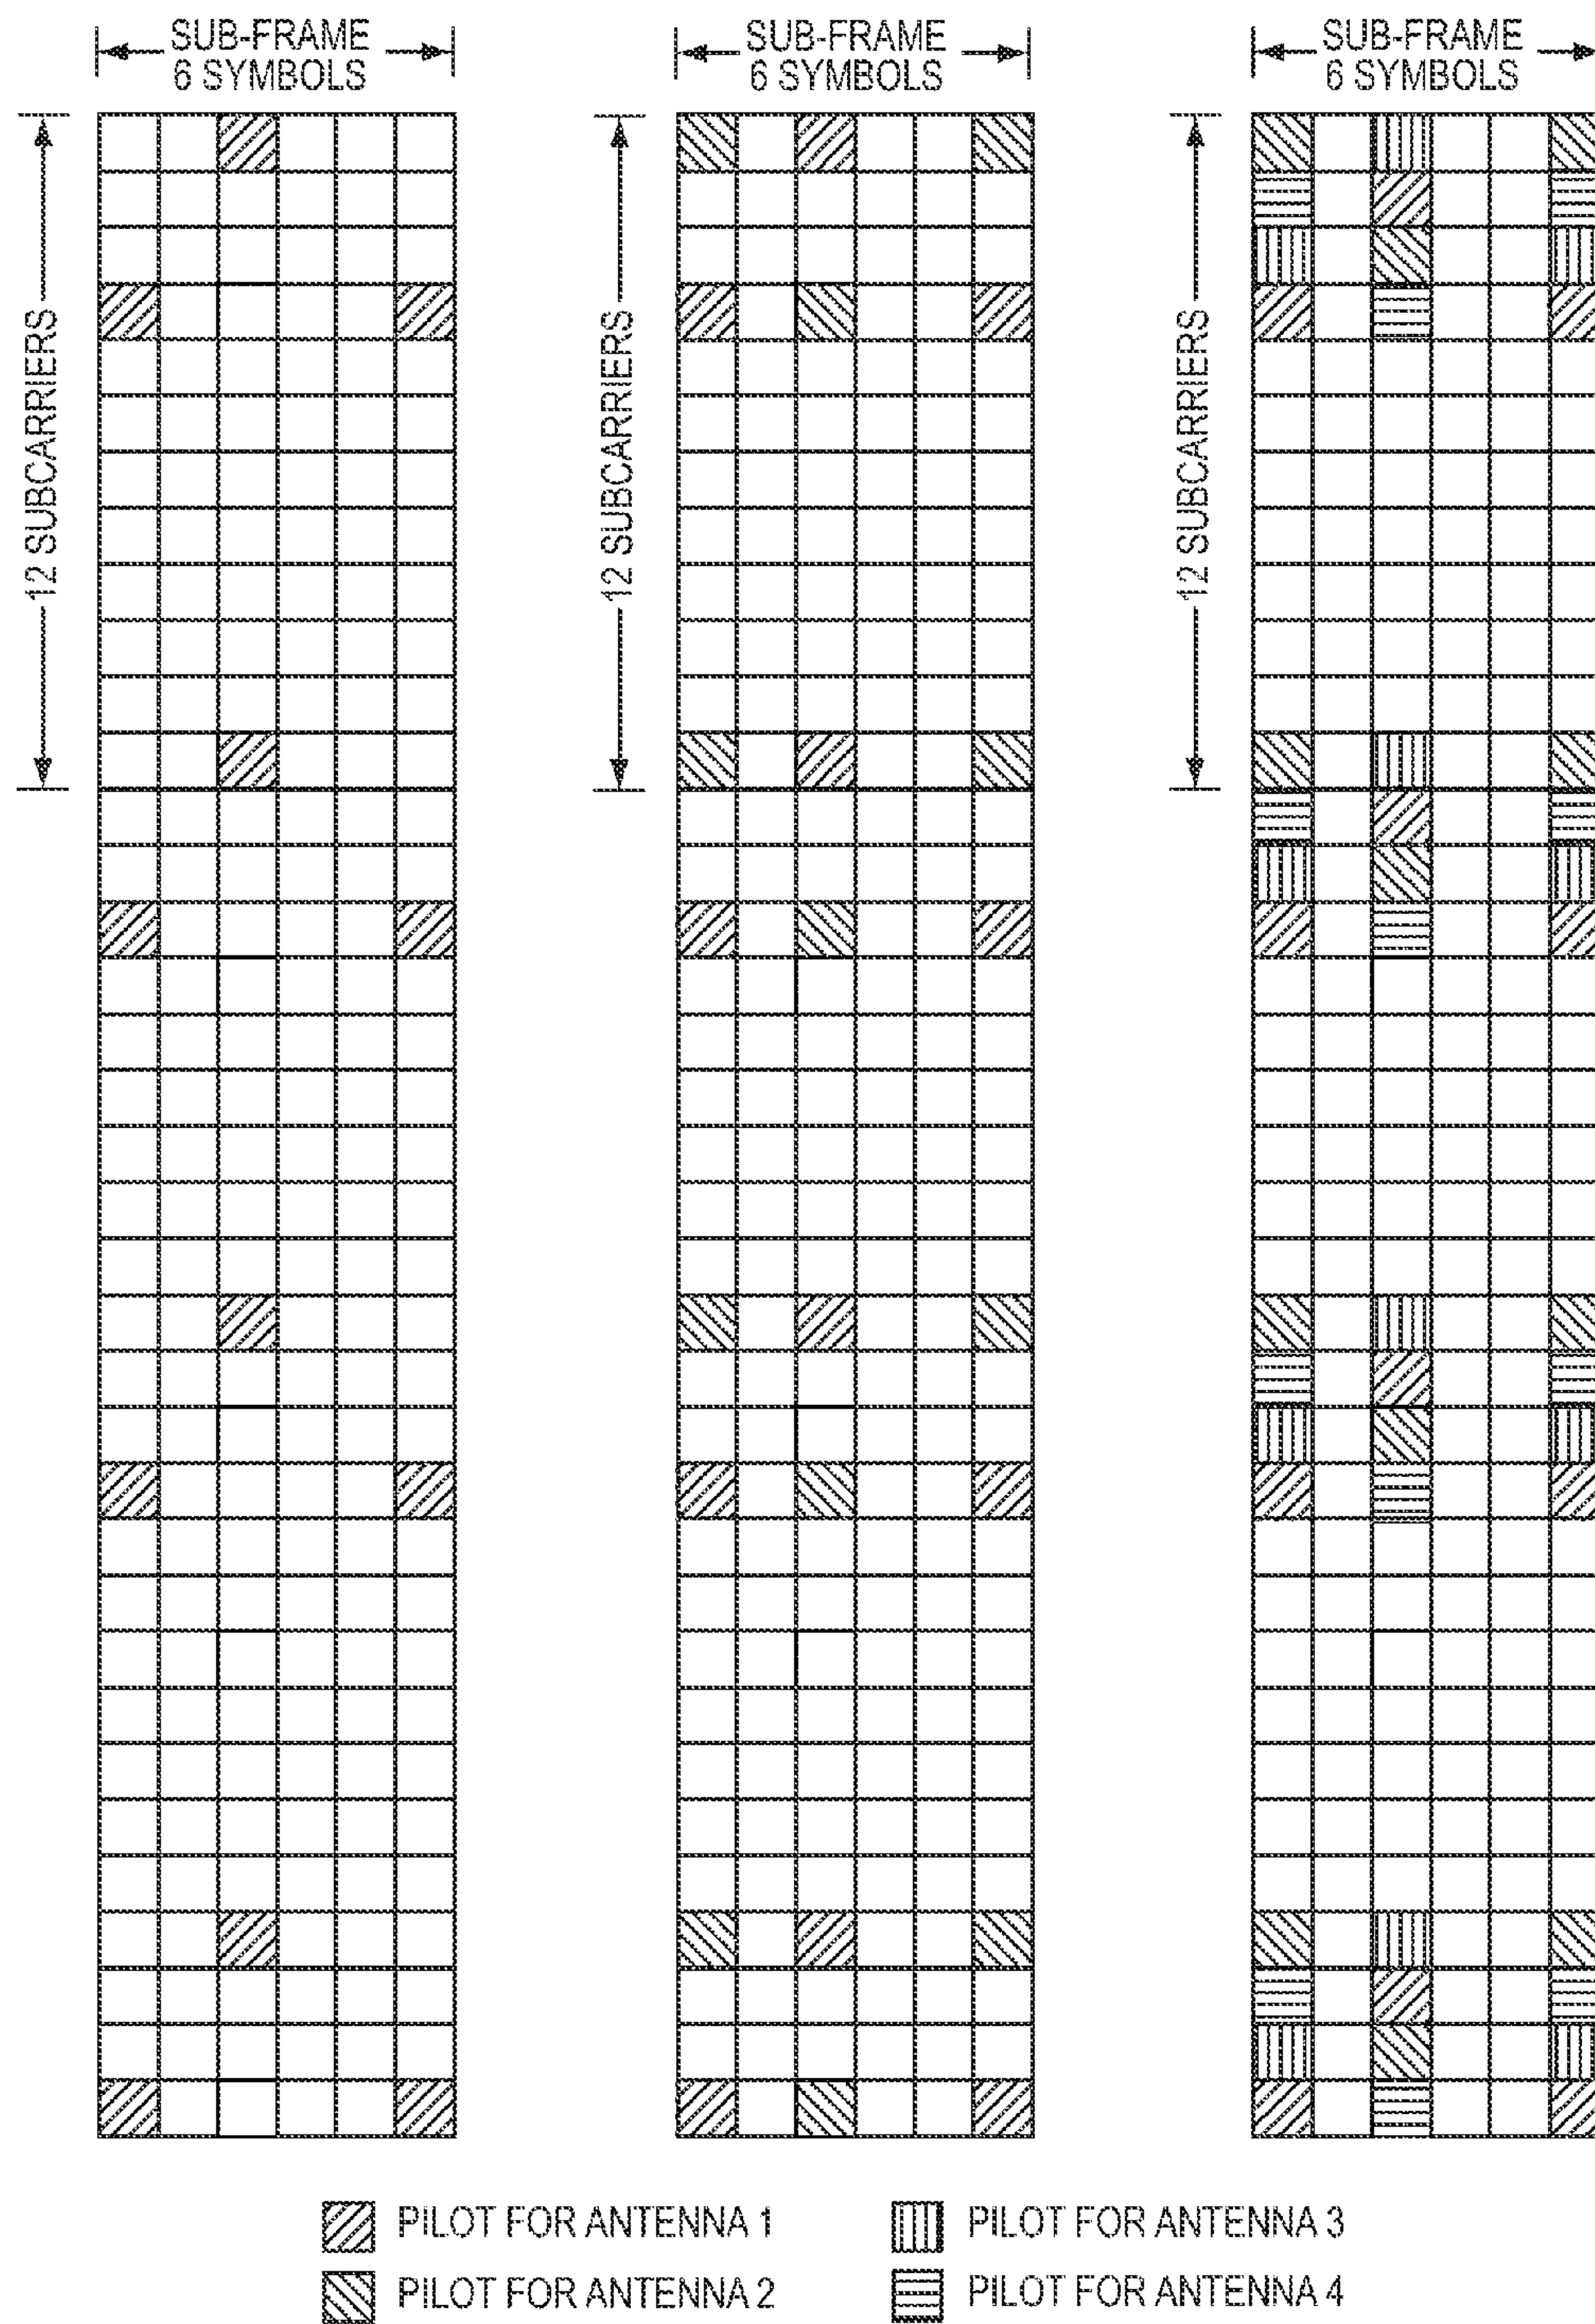 SUB-FRAME
6 SYMBOLS
SUB-FRAME
6 SYMBOLS
SUB-FRAME
6 SYMBOLS
12 SUBCARRIERS
12 SUBCARRIERS
12 SUBCARRIERS
PILOT FOR ANTENNA 1
PILOT FOR ANTENNA 3
PILOT FOR ANTENNA 2
PILOT FOR ANTENNA 4